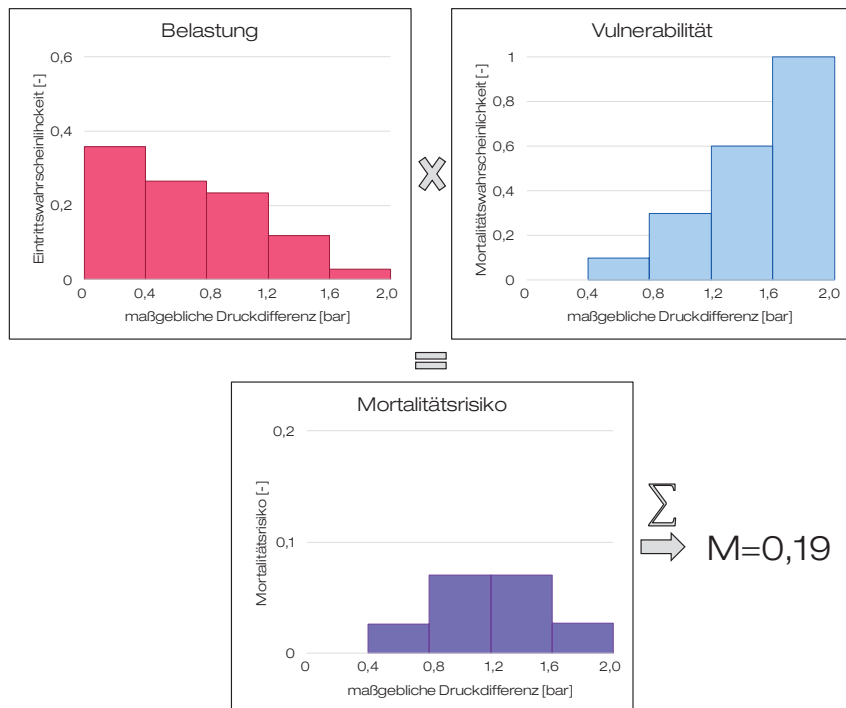 Belastung
Eintrittswahrscheinlihckeit [-]
0,6
0,4
0,2
0
0 0,4 0,8 1,2 1,6 2,0
maßgebliche Druckdifferenz [bar]
×
Vulnerabilität
Mortalitätswahrscheinlichkeit [-]
1
0,8
0,6
0,4
0,2
0
0 0,4 0,8 1,2 1,6 2,0
maßgebliche Druckdifferenz [bar]
=
Mortalitätsrisiko
Mortalitätsrisiko [-]
0,2
0,1
0
0 0,4 0,8 1,2 1,6 2,0
maßgebliche Druckdifferenz [bar]
∑
M=0,19